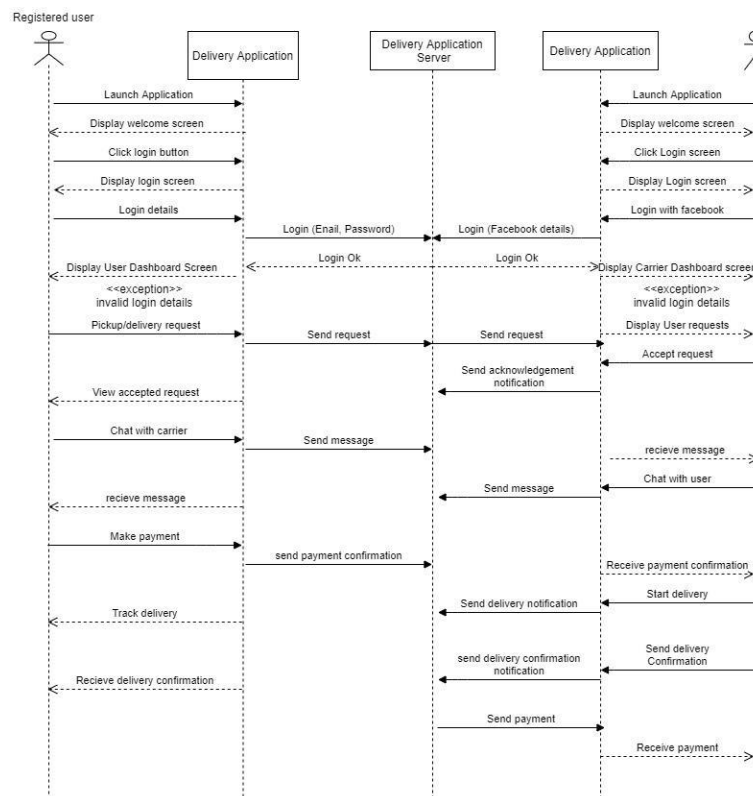 Registered user
Delivery Application
Delivery Application
Server
Delivery Application
Launch Application
Launch Application
Display welcome screen
Display welcome screen
Click login button
Click Login screen
Display login screen
Display Login screen
Login details
Login with facebook
Login (Email, Password)
Login (Facebook details)
Login Ok
Login Ok
Display User Dashboard Screen
Display Carrier Dashboard screen
<<exception>>
invalid login details
<<exception>>
invalid login details
Pickup/delivery request
Display User requests
Send request
Send request
Accept request
Send acknowledgement
notification
View accepted request
Chat with carrier
Send message
recieve message
Chat with user
Send message
recieve message
Make payment
send payment confirmation
Receive payment confirmation
Start delivery
Send delivery notification
Track delivery
Send delivery
Confirmation
send delivery confirmation
notification
Recieve delivery confirmation
Send payment
Receive payment